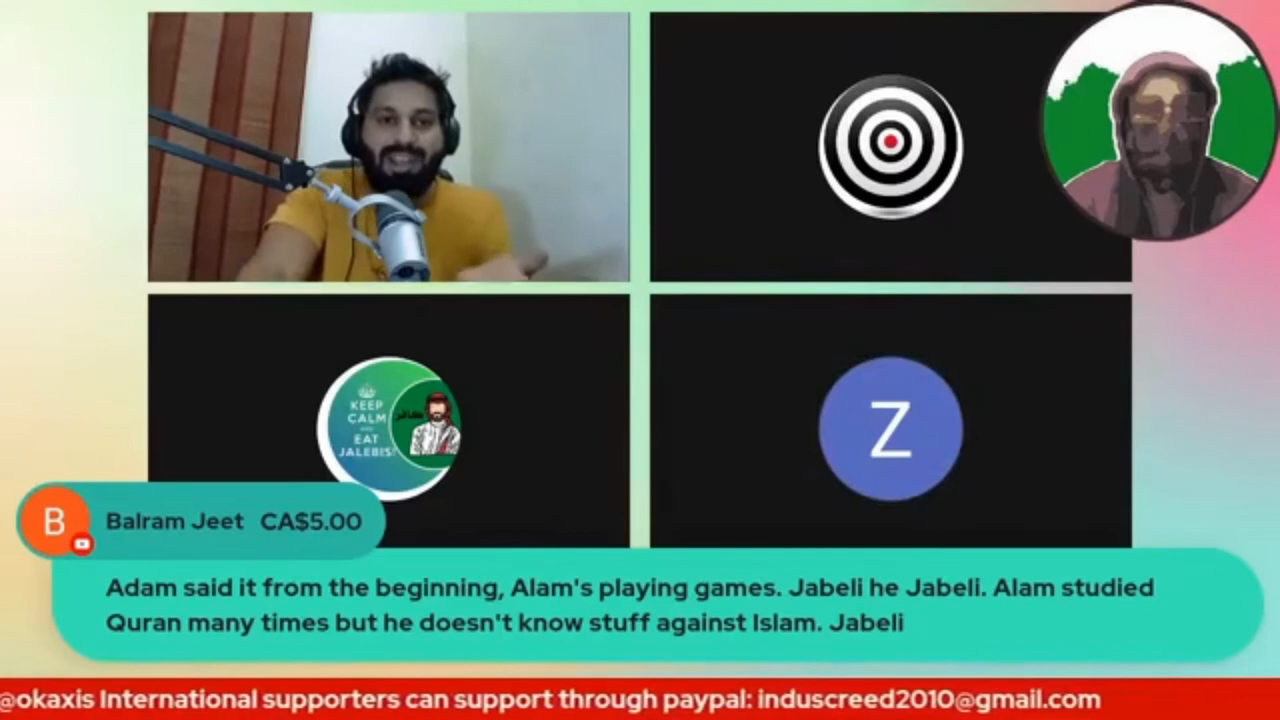 KEEP
CALM
AND
EAT
JALEBIS!
كافر
Z
B
Balram Jeet CA$5.00
Adam said it from the beginning, Alam's playing games. Jabeli he Jabeli. Alam studied
Quran many times but he doesn't know stuff against Islam. Jabeli
@okaxis International supporters can support through paypal: induscreed2010@gmail.com